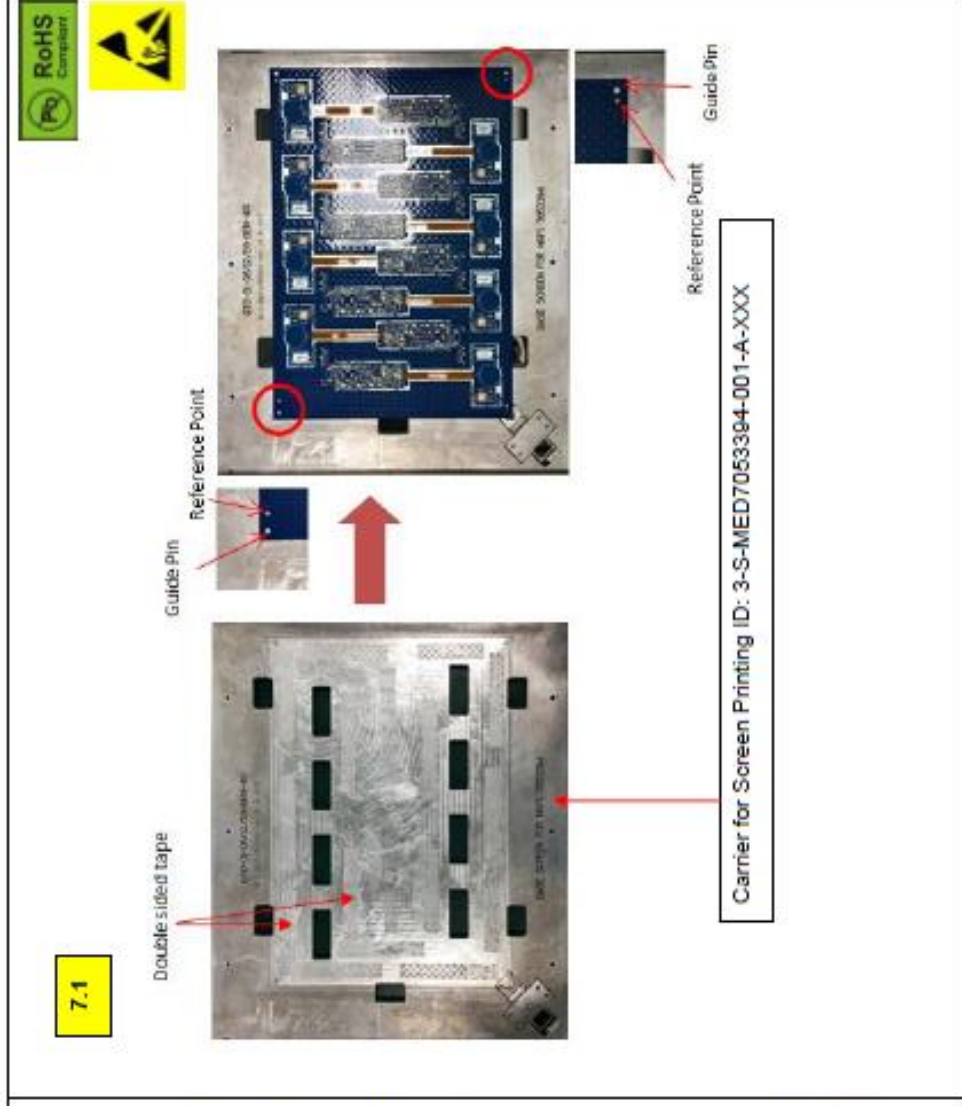 7.1
Pb RoHS
Compliant
Double sided tape
Guide Pin
Reference Point
Reference Point
Guide Pin
Carrier for Screen Printing ID: 3-S-MED7053394-001-A-XXX